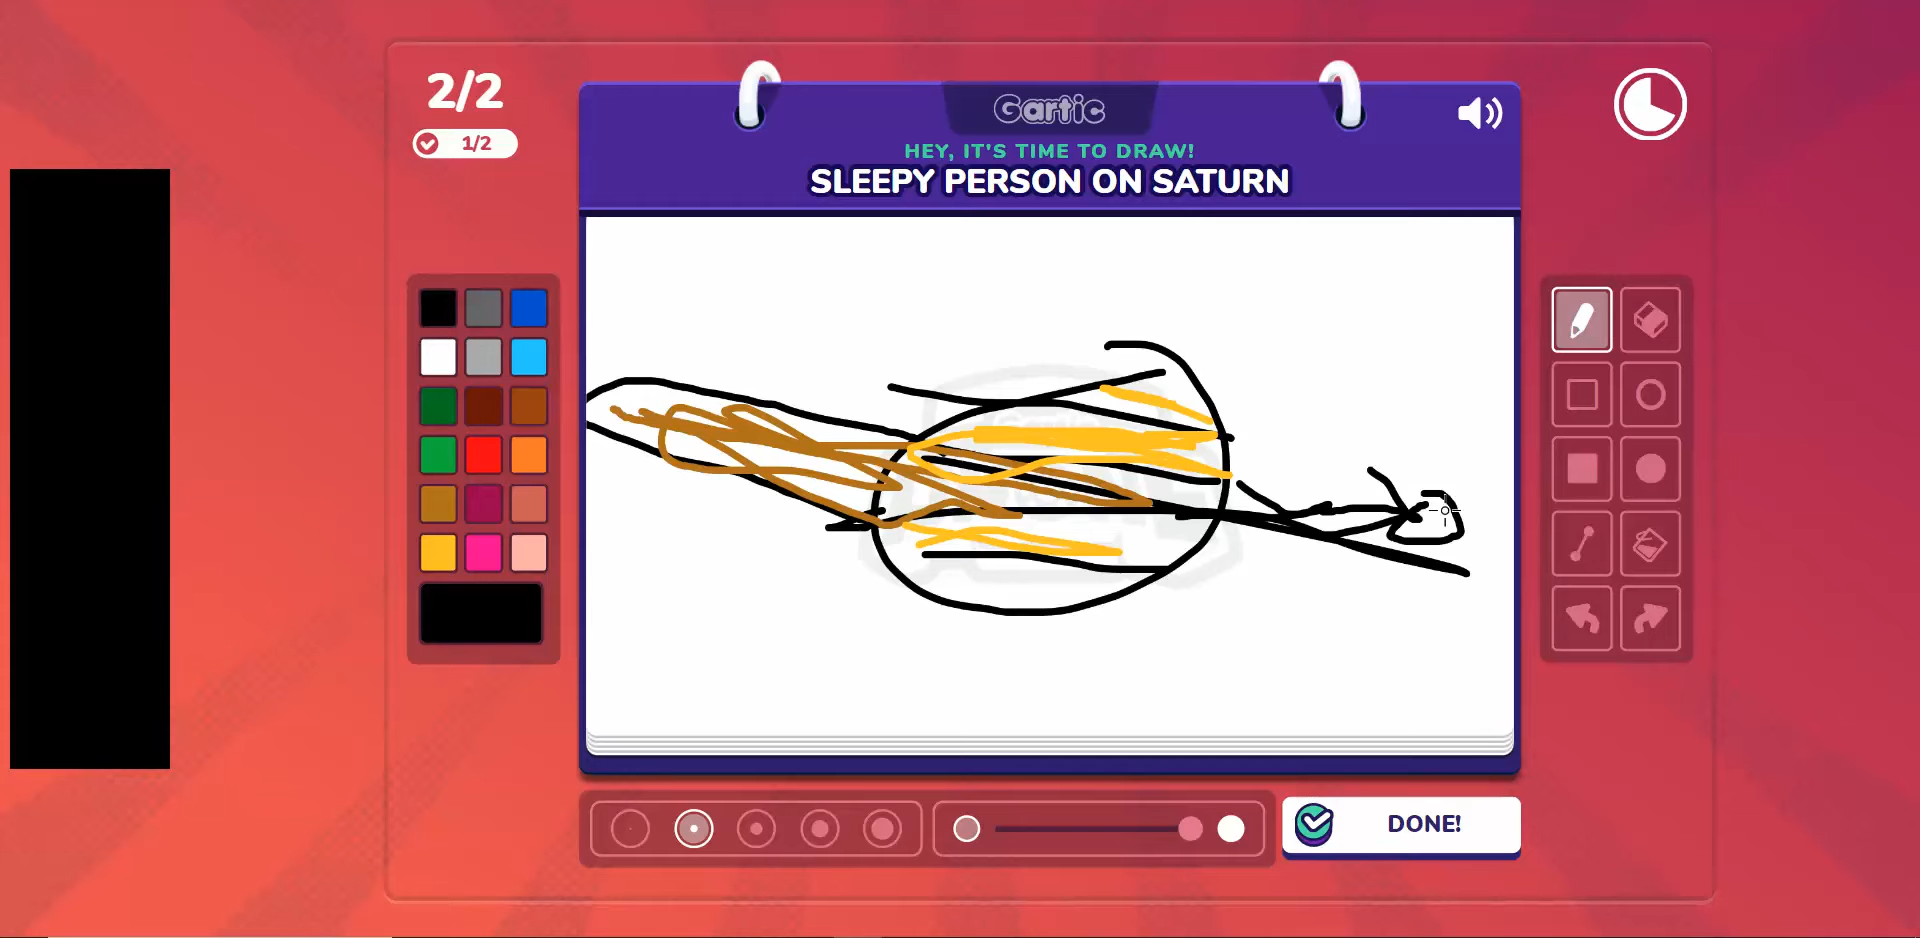 2/2
1/2
Gartic
HEY, IT'S TIME TO DRAW!
SLEEPY PERSON ON SATURN
DONE!